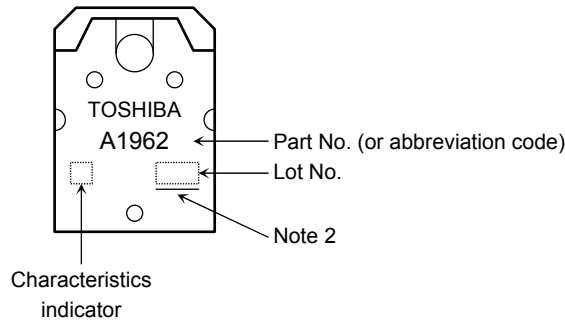 TOSHIBA
A1962
Part No. (or abbreviation code)
Lot No.
Note 2
Characteristics
indicator